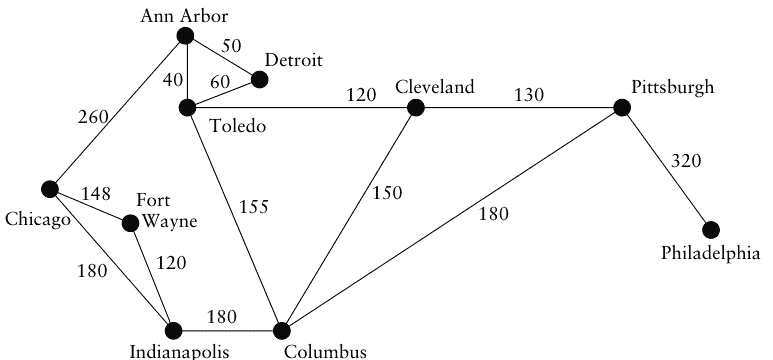 Ann Arbor
50
Detroit
40
60
Cleveland
Pittsburgh
120
130
260
Toledo
320
148
Fort
Wayne
155
150
180
Chicago
Philadelphia
180
120
180
Indianapolis
Columbus